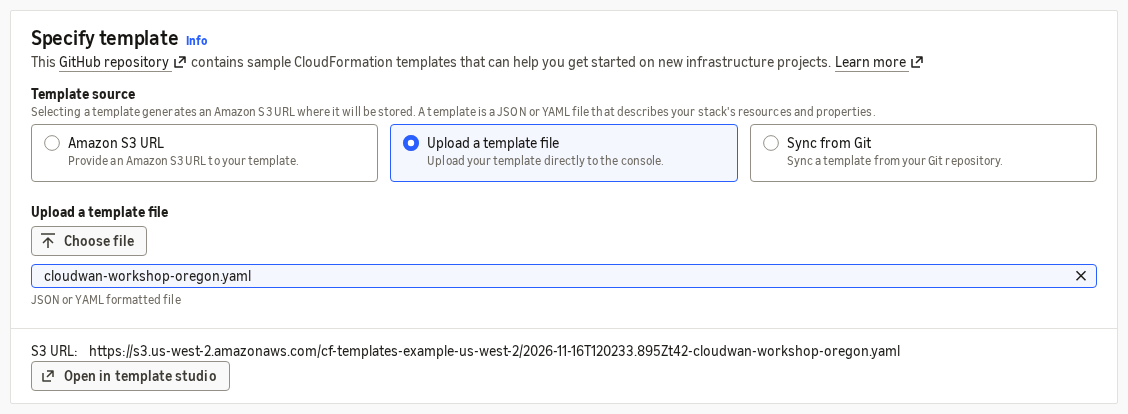 Specify template Info
This GitHub repository contains sample CloudFormation templates that can help you get started on new infrastructure projects. Learn more
Template source
Selecting a template generates an Amazon S3 URL where it will be stored. A template is a JSON or YAML file that describes your stack's resources and properties.
Amazon S3 URL
Provide an Amazon S3 URL to your template.
Upload a template file
Upload your template directly to the console.
Sync from Git
Sync a template from your Git repository.
Upload a template file
Choose file
cloudwan-workshop-oregon.yaml
JSON or YAML formatted file
S3 URL: https://s3.us-west-2.amazonaws.com/cf-templates-example-us-west-2/2026-11-16T120233.895Zt42-cloudwan-workshop-oregon.yaml
Open in template studio